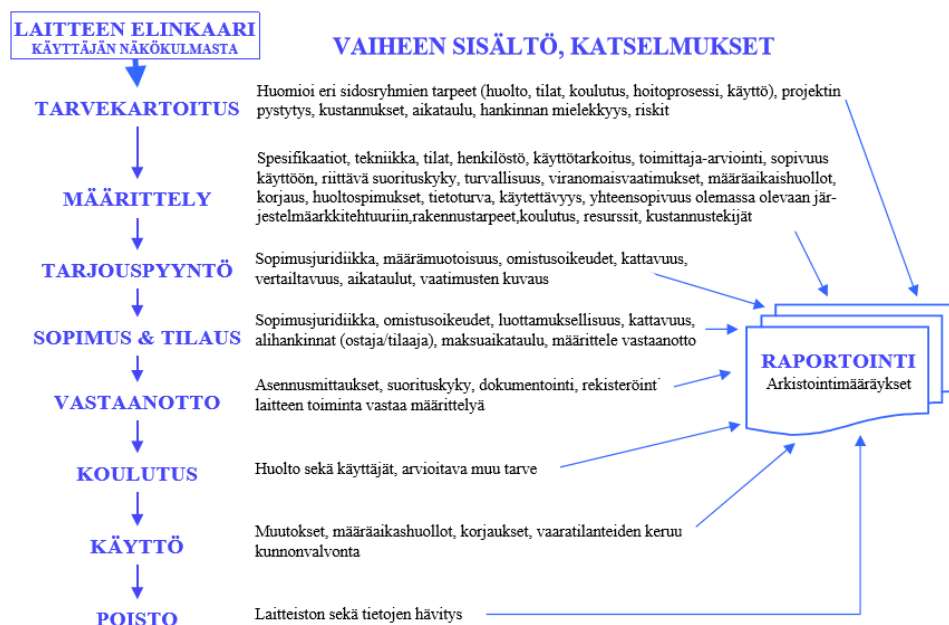 LAITTEEN ELINKAARI
KÄYTTÄJÄN NÄKÖKULMASTA
VAIHEEN SISÄLTÖ, KATSELMUKSET
TARVEKARTOITUS
Huomioi eri sidosryhmien tarpeet (huolto, tilat, koulutus, hoitoprosessi, käyttö), projektin
pystytys, kustannukset, aikataulu, hankinnan mielekkyys, riskit
MÄÄRITTELY
Spesifikaatiot, tekniikka, tilat, henkilöstö, käyttötarkoitus, toimittaja-arviointi, sopivuus
käyttöön, riittävä suorituskyky, turvallisuus, viranomaisvaatimukset, määräaikaishuollot,
korjaus, huoltospimukset, tietoturva, käytettävyys, yhteensopivuus olemassa olevaan jär-
jestelmäarkkitehtuuriin,rakennustarpeet,koulutus, resurssit, kustannustekijät
TARJOUSPYYNTÖ
Sopimusjuridiikka, määrämuotoisuus, omistusoikeudet, kattavuus,
vertailtavuus, aikataulut, vaatimusten kuvaus
SOPIMUS & TILAUS
Sopimusjuridiikka, omistusoikeudet, luottamuksellisuus, kattavuus,
alihankinnat (ostaja/tilaaja), maksuaikataulu, määrittele vastaanotto
RAPORTOINTI
Arkistointimääräykset
VASTAANOTTO
Asennusmittaukset, suorituskyky, dokumentointi, rekisteröint
laitteen toiminta vastaa määrittelyä
KOULUTUS
Huolto sekä käyttäjät, arvioitava muu tarve
KÄYTTÖ
Muutokset, määräaikashuollot, korjaukset, vaaratilanteiden keruu
kunnonvalvonta
POISTO
Laitteiston sekä tietojen hävitys